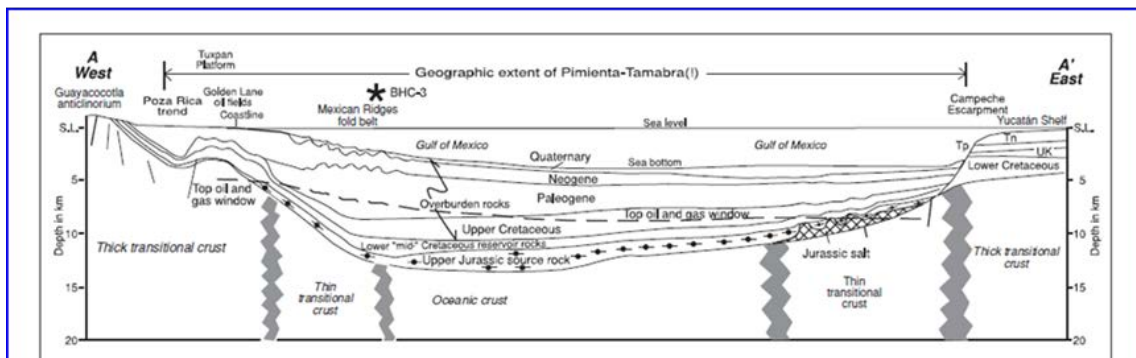 A
West
Guayacocotla
anticlinorium
Poza Rica
trend
Tuxpan
Platform
Golden Lane
oil fields
Coastline
Geographic extent of Pimienta-Tamabra(!)
BHC-3
Mexican Ridges
fold belt
A'
East
Campeche
Escarpment
Yucatán Shelf
S.L.
Sea level
S.L.
Gulf of Mexico
Gulf of Mexico
Quaternary
Sea bottom
Neogene
Paleogene
Tp
Tn
UK
Lower Cretaceous
Top oil and
gas window
Overburden rocks
Top oil and gas window
Upper Cretaceous
Lower "mid-" Cretaceous reservoir rocks
Upper Jurassic source rock
Jurassic salt
Thick transitional crust
Thin
transitional
crust
Oceanic crust
Thin
transitional
crust
Thick transitional
crust
Depth in km
5
10
15
20
Depth in km
5
10
15
20